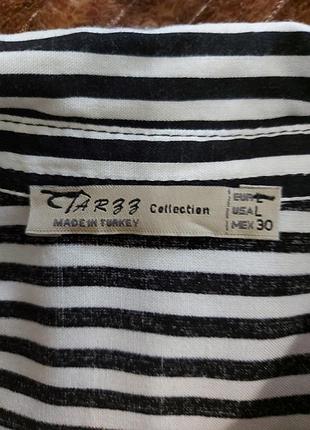 TARZZ Collection
MADE IN TURKEY
EUR L
USA L
MEX 30